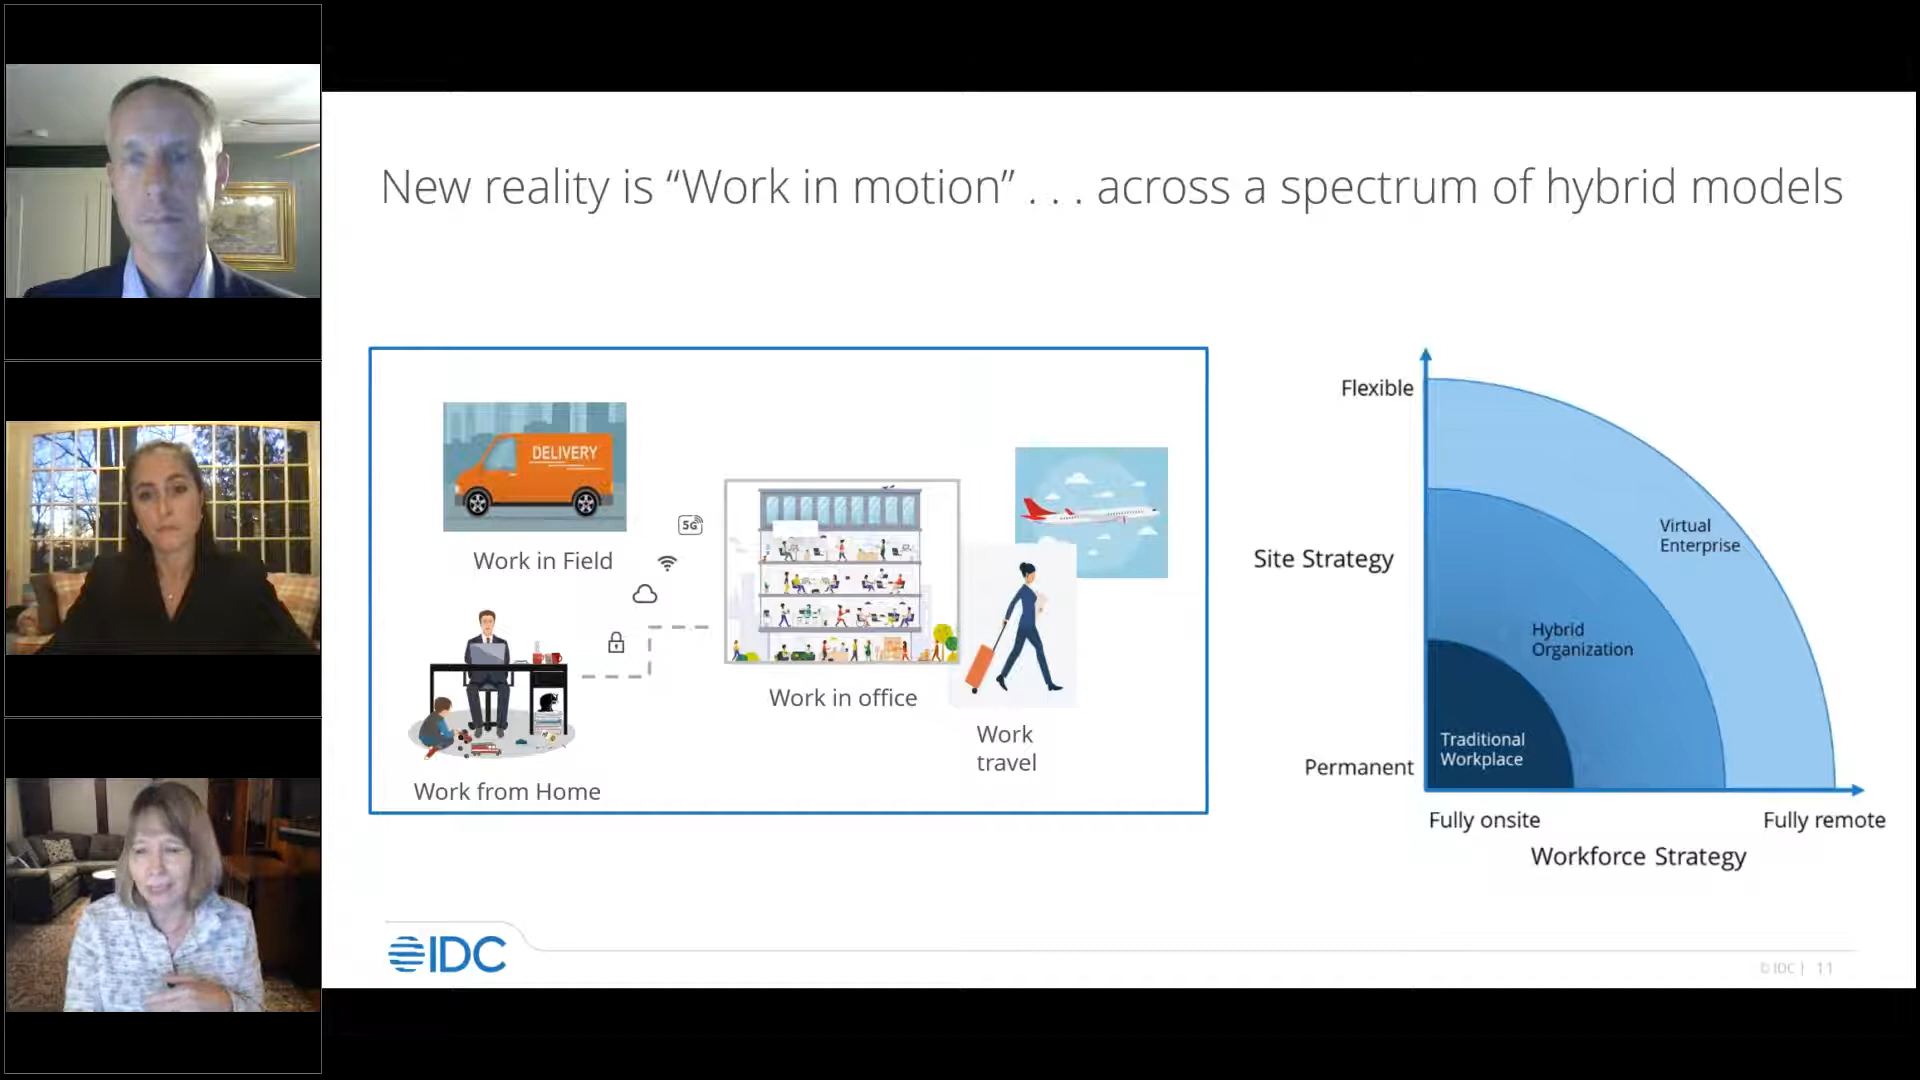 New reality is “Work in motion” . . . across a spectrum of hybrid models
DELIVERY
Work in Field
5G
Work in office
Work
travel
Work from Home
Flexible
Site Strategy
Permanent
Virtual
Enterprise
Hybrid
Organization
Traditional
Workplace
Fully onsite
Fully remote
Workforce Strategy
IDC
© IDC | 11